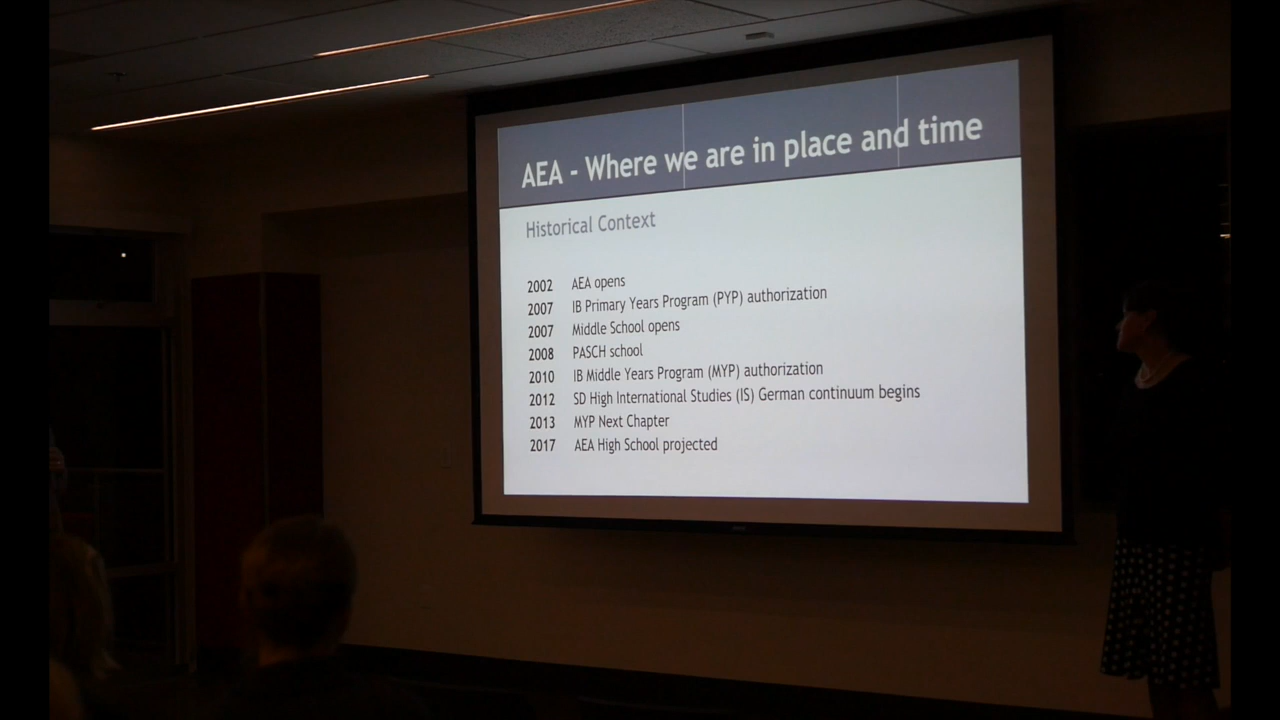 AEA - Where we are in place and time
Historical Context
2002 AEA opens
2007 IB Primary Years Program (PYP) authorization
2007 Middle School opens
2008 PASCH school
2010 IB Middle Years Program (MYP) authorization
2012 SD High International Studies (IS) German continuum begins
2013 MYP Next Chapter
2017 AEA High School projected